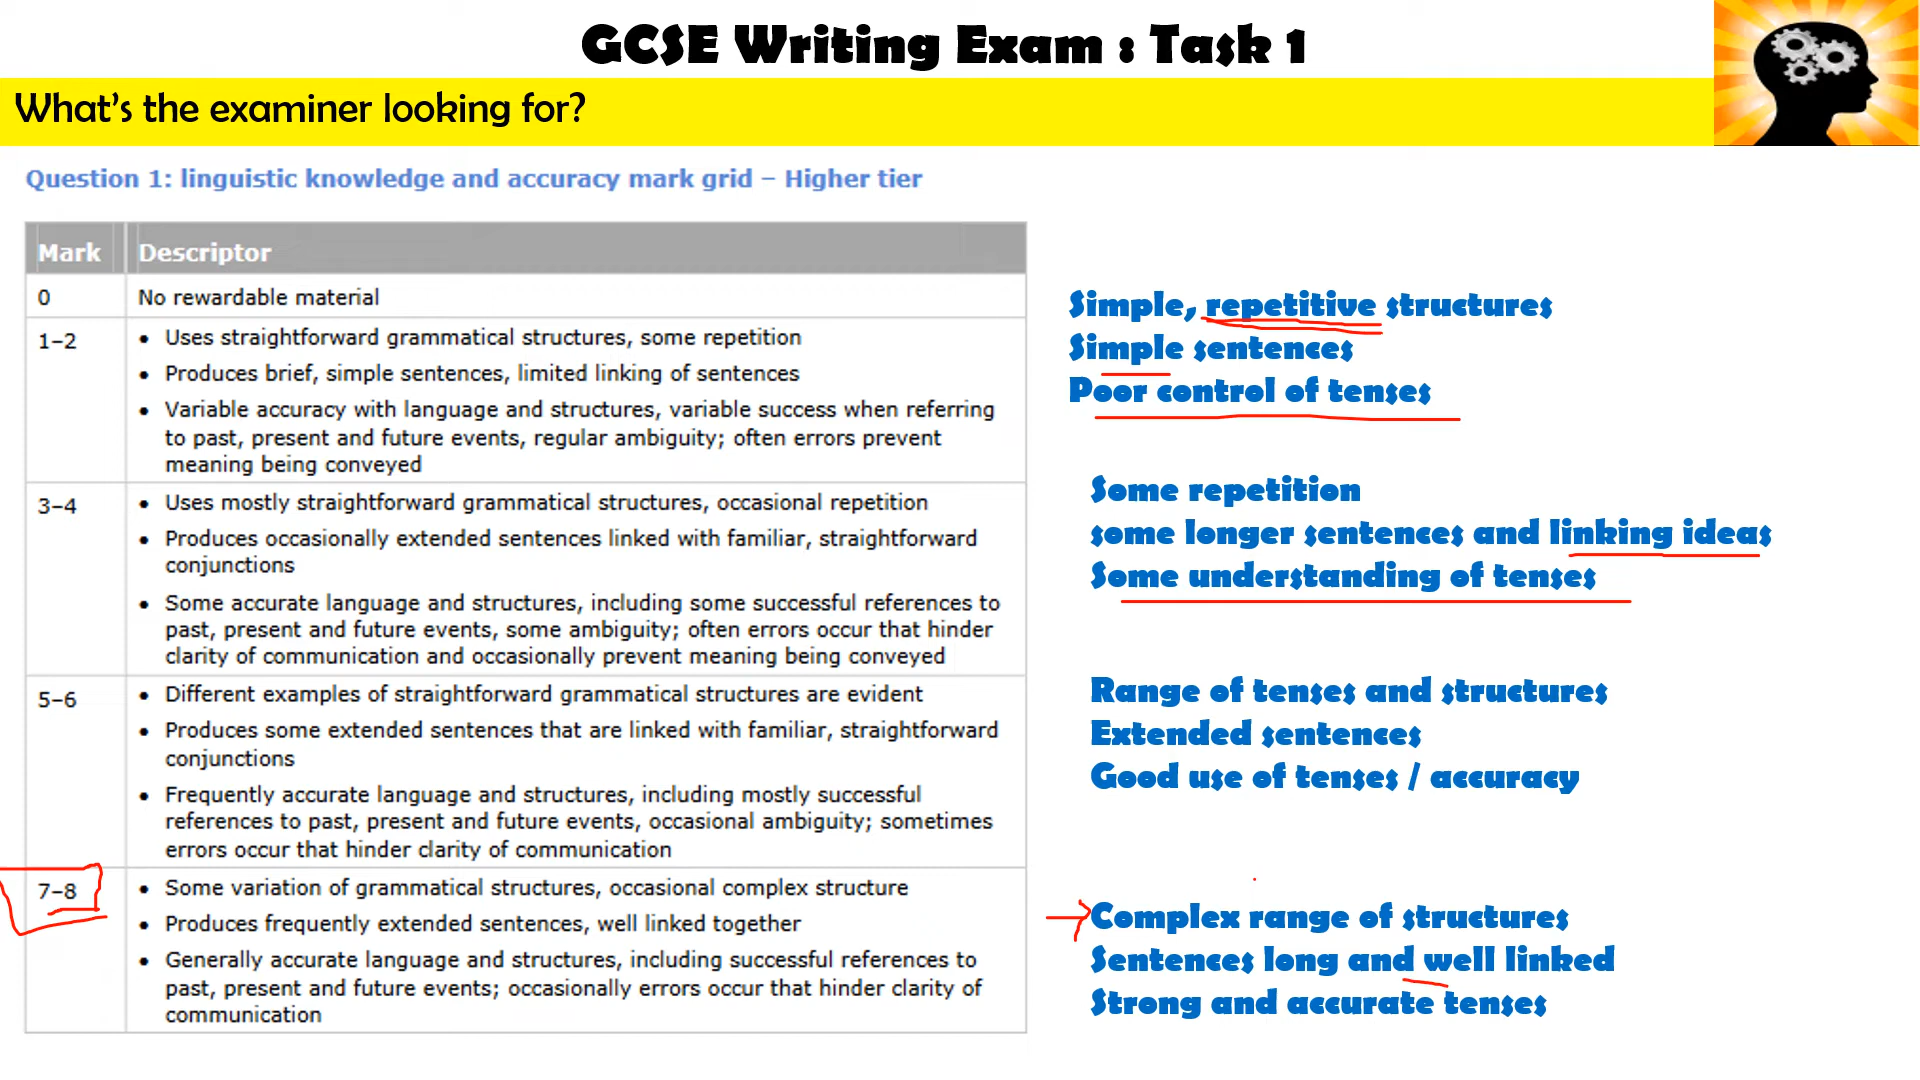 GCSE Writing Exam : Task 1
What's the examiner looking for?
Question 1: linguistic knowledge and accuracy mark grid – Higher tier
Mark Descriptor
0 No rewardable material
1–2
• Uses straightforward grammatical structures, some repetition
• Produces brief, simple sentences, limited linking of sentences
• Variable accuracy with language and structures, variable success when referring
to past, present and future events, regular ambiguity; often errors prevent
meaning being conveyed
Simple, repetitive structures
Simple sentences
Poor control of tenses
3–4
• Uses mostly straightforward grammatical structures, occasional repetition
• Produces occasionally extended sentences linked with familiar, straightforward
conjunctions
• Some accurate language and structures, including some successful references to
past, present and future events, some ambiguity; often errors occur that hinder
clarity of communication and occasionally prevent meaning being conveyed
Some repetition
some longer sentences and linking ideas
Some understanding of tenses
5–6
• Different examples of straightforward grammatical structures are evident
• Produces some extended sentences that are linked with familiar, straightforward
conjunctions
• Frequently accurate language and structures, including mostly successful
references to past, present and future events, occasional ambiguity; sometimes
errors occur that hinder clarity of communication
Range of tenses and structures
Extended sentences
Good use of tenses / accuracy
7–8
• Some variation of grammatical structures, occasional complex structure
• Produces frequently extended sentences, well linked together
• Generally accurate language and structures, including successful references to
past, present and future events; occasionally errors occur that hinder clarity of
communication
Complex range of structures
Sentences long and well linked
Strong and accurate tenses